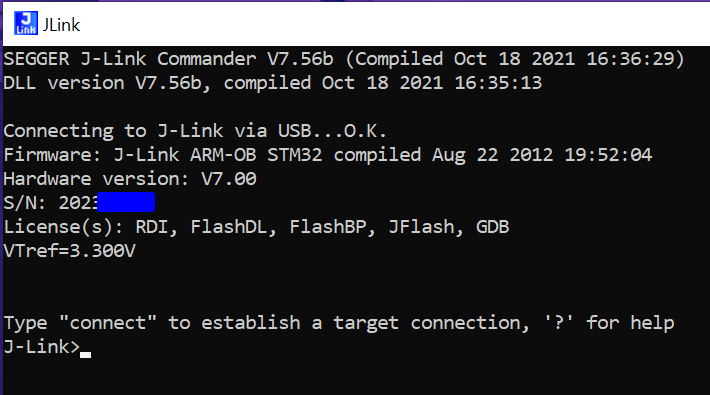 J Link
JLink
SEGGER J-Link Commander V7.56b (Compiled Oct 18 2021 16:36:29)
DLL version V7.56b, compiled Oct 18 2021 16:35:13
Connecting to J-Link via USB...O.K.
Firmware: J-Link ARM-OB STM32 compiled Aug 22 2012 19:52:04
Hardware version: V7.00
S/N: 2023
License(s): RDI, FlashDL, FlashBP, JFlash, GDB
VTref=3.300V
Type "connect" to establish a target connection, '?' for help
J-Link>